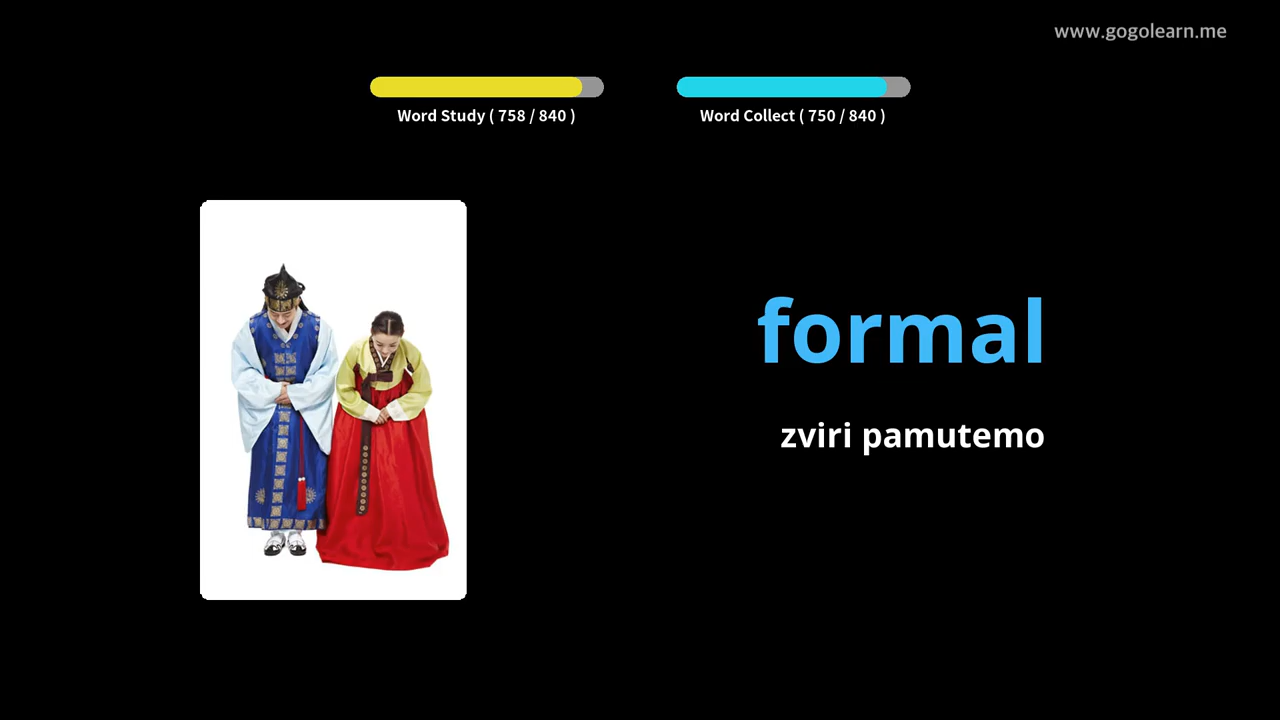 www.gogolearn.me
Word Study ( 758 / 840 )
Word Collect ( 750 / 840 )
formal
zviri pamutemo